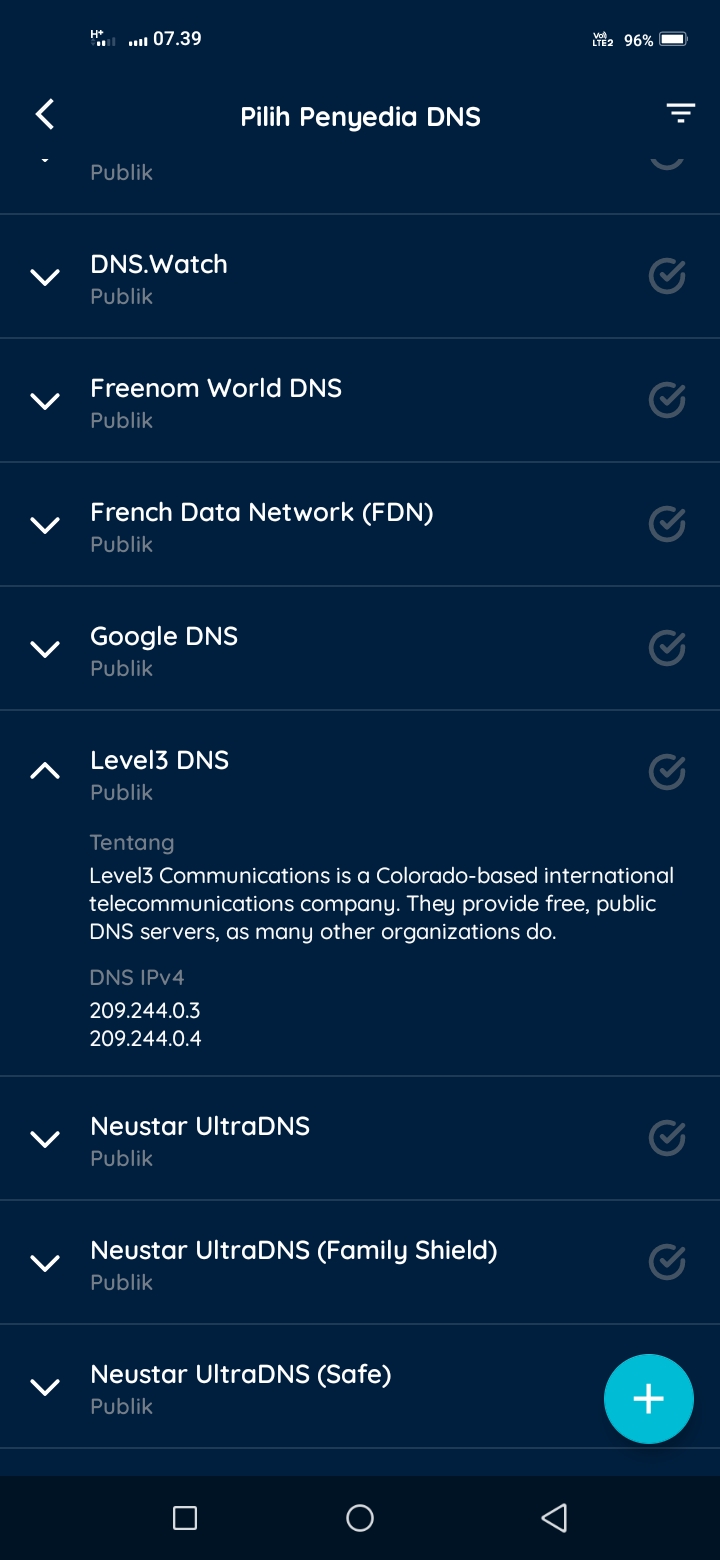 H+ 07.39 Vo) LTE2 96%
Pilih Penyedia DNS
Publik
DNS.Watch
Publik
Freenom World DNS
Publik
French Data Network (FDN)
Publik
Google DNS
Publik
Level3 DNS
Publik
Tentang
Level3 Communications is a Colorado-based international
telecommunications company. They provide free, public
DNS servers, as many other organizations do.
DNS IPv4
209.244.0.3
209.244.0.4
Neustar UltraDNS
Publik
Neustar UltraDNS (Family Shield)
Publik
Neustar UltraDNS (Safe)
Publik